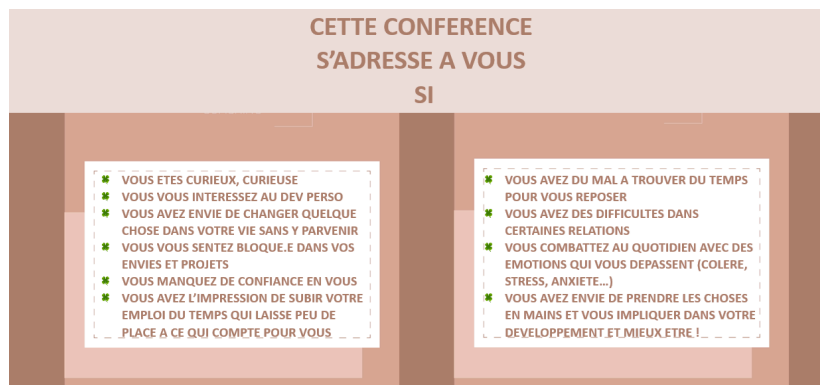 CETTE CONFERENCE
S'ADRESSE A VOUS
SI
VOUS ETES CURIEUX, CURIEUSE
VOUS VOUS INTERESSEZ AU DEV PERSO
VOUS AVEZ ENVIE DE CHANGER QUELQUE
CHOSE DANS VOTRE VIE SANS Y PARVENIR
VOUS VOUS SENTEZ BLOQUE.E DANS VOS
ENVIES ET PROJETS
VOUS MANQUEZ DE CONFIANCE EN VOUS
VOUS AVEZ L'IMPRESSION DE SUBIR VOTRE
EMPLOI DU TEMPS QUI LAISSE PEU DE
PLACE A CE QUI COMPTE POUR VOUS
VOUS AVEZ DU MAL A TROUVER DU TEMPS
POUR VOUS REPOSER
VOUS AVEZ DES DIFFICULTES DANS
CERTAINES RELATIONS
VOUS COMBATTEZ AU QUOTIDIEN AVEC DES
EMOTIONS QUI VOUS DEPASSENT (COLERE,
STRESS, ANXIETE...)
VOUS AVEZ ENVIE DE PRENDRE LES CHOSES
EN MAINS ET VOUS IMPLIQUER DANS VOTRE
DEVELOPPEMENT ET MIEUX ETRE !